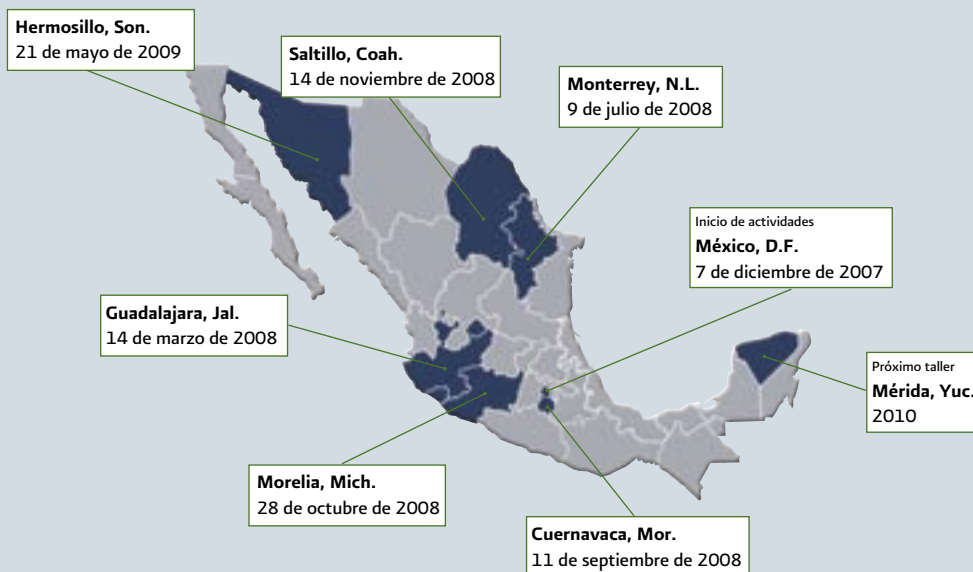 Hermosillo, Son.
21 de mayo de 2009
Saltillo, Coah.
14 de noviembre de 2008
Monterrey, N.L.
9 de julio de 2008
Inicio de actividades
México, D.F.
7 de diciembre de 2007
Guadalajara, Jal.
14 de marzo de 2008
Próximo taller
Mérida, Yuc.
2010
Morelia, Mich.
28 de octubre de 2008
Cuernavaca, Mor.
11 de septiembre de 2008